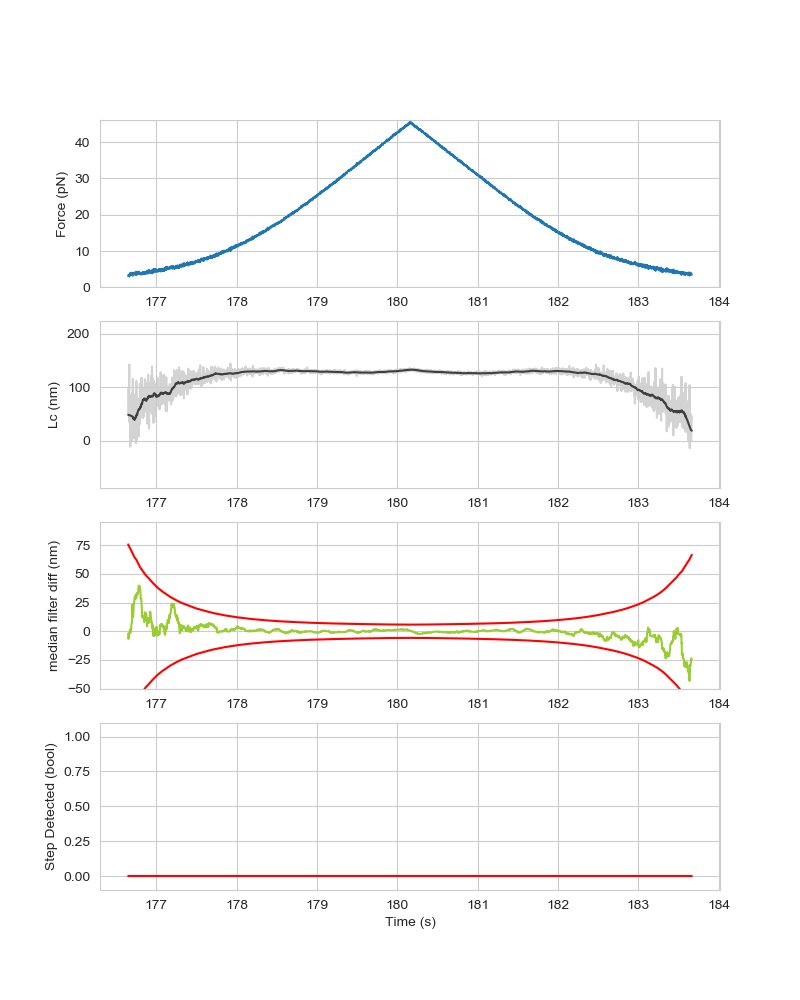 40
30
20
10
0
Force (pN)
177 178 179 180 181 182 183 184
200
100
0
Lc (nm)
177 178 179 180 181 182 183 184
75
50
25
0
−25
−50
median filter diff (nm)
177 178 179 180 181 182 183 184
1.00
0.75
0.50
0.25
0.00
Step Detected (bool)
177 178 179 180 181 182 183 184
Time (s)